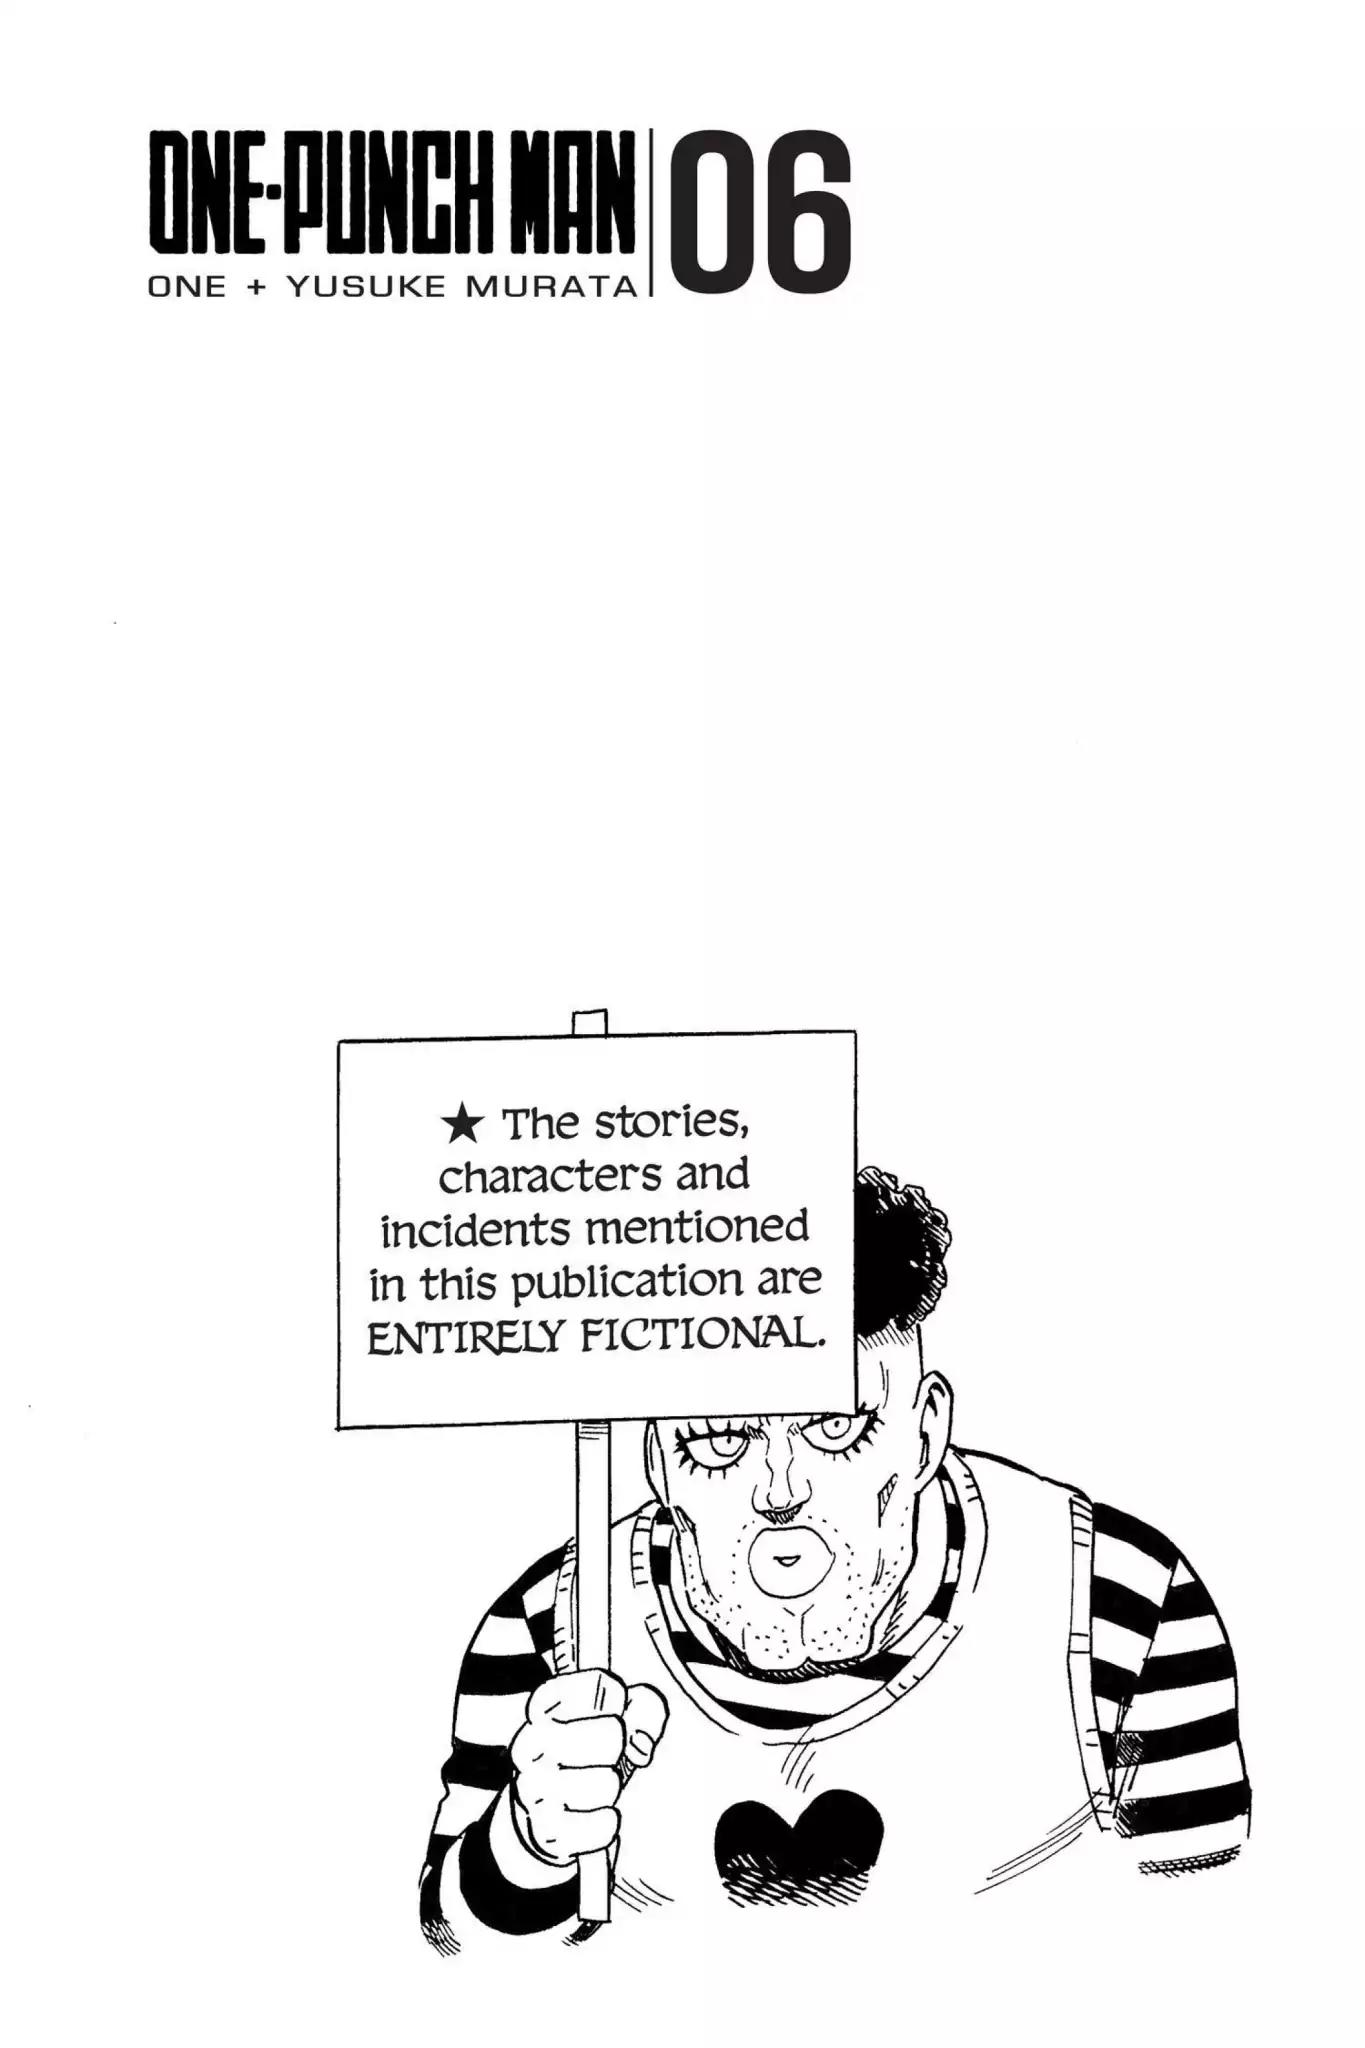 ONE-PUNCH MAN
ONE + YUSUKE MURATA
06
★ The stories,
characters and
incidents mentioned
in this publication are
ENTIRELY FICTIONAL.